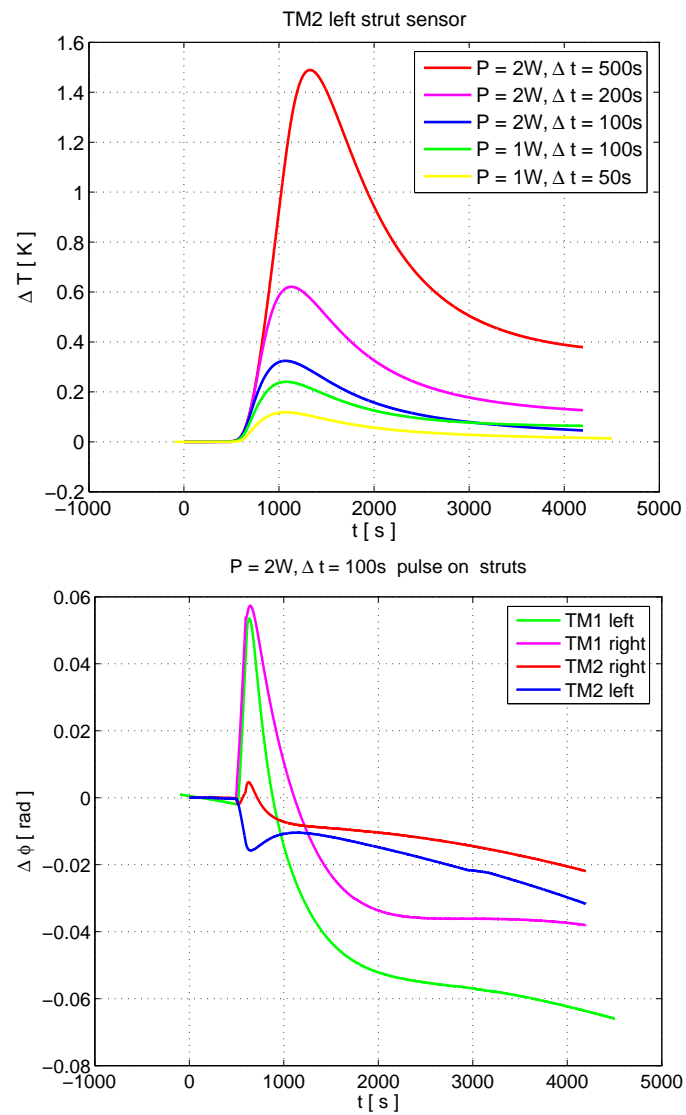 TM2 left strut sensor
1.6
1.4
1.2
1
0.8
0.6
0.4
0.2
0
−0.2
Δ T [ K ]
P = 2W, Δ t = 500s
P = 2W, Δ t = 200s
P = 2W, Δ t = 100s
P = 1W, Δ t = 100s
P = 1W, Δ t = 50s
−1000 0 1000 2000 3000 4000 5000
t [ s ]
P = 2W, Δ t = 100s pulse on struts
0.06
0.04
0.02
0
−0.02
−0.04
−0.06
−0.08
Δ ϕ [ rad ]
TM1 left
TM1 right
TM2 right
TM2 left
−1000 0 1000 2000 3000 4000 5000
t [ s ]